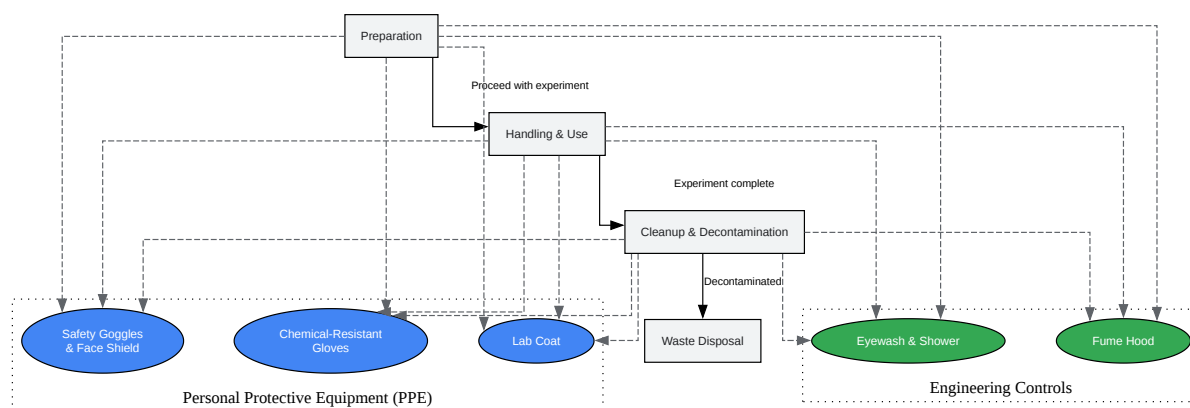 Preparation
Proceed with experiment
Handling & Use
Experiment complete
Cleanup & Decontamination
Decontaminated
Safety Goggles
& Face Shield
Chemical-Resistant
Gloves
Lab Coat
Waste Disposal
Eyewash & Shower
Fume Hood
Personal Protective Equipment (PPE)
Engineering Controls